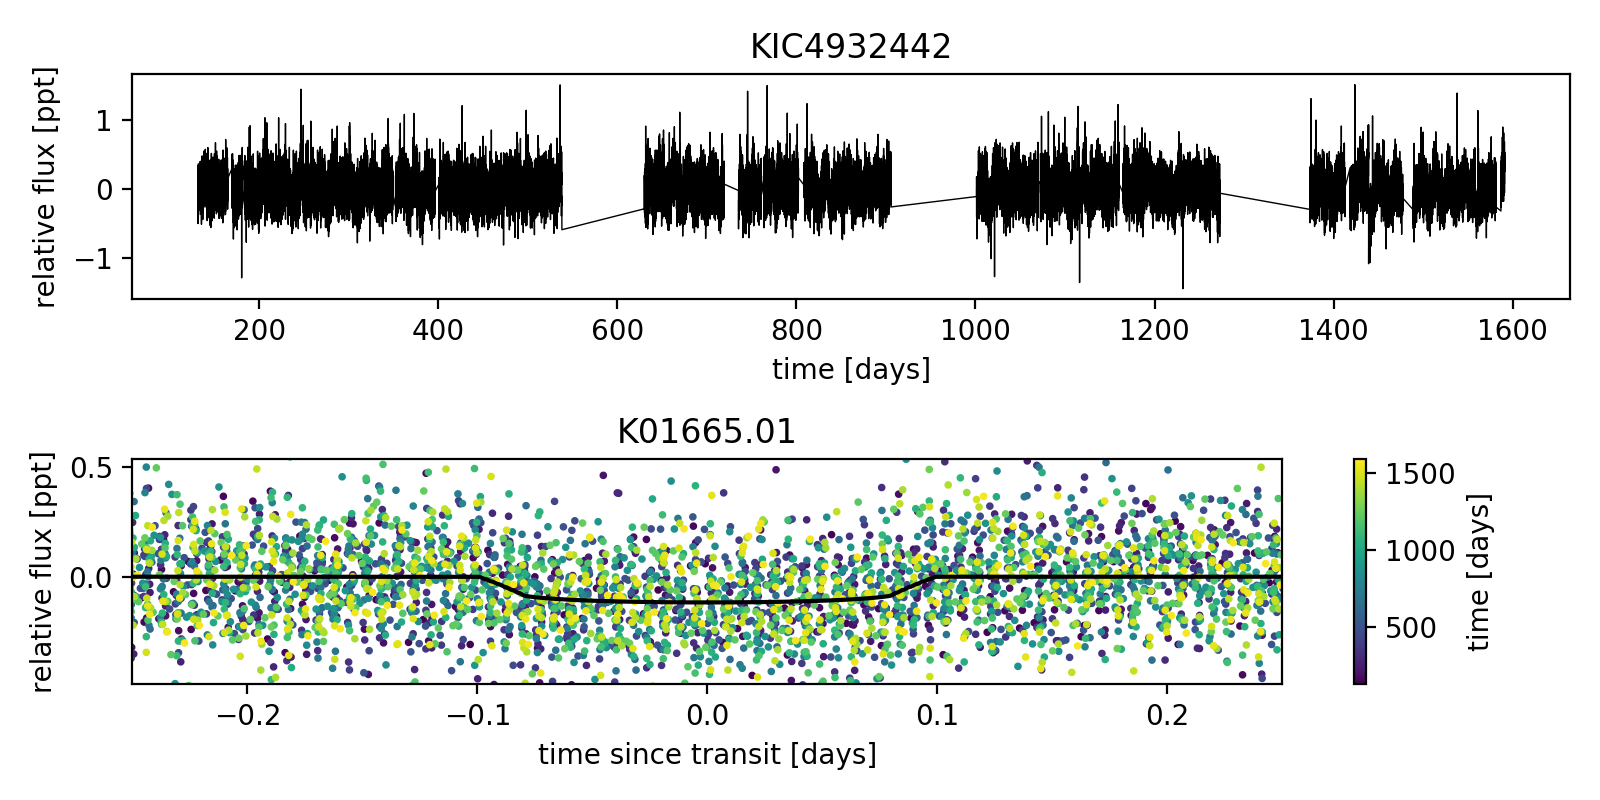 KIC4932442
relative flux [ppt]
1
0
−1
200 400 600 800 1000 1200 1400 1600
time [days]
K01665.01
relative flux [ppt]
0.5
0.0
−0.2 −0.1 0.0 0.1 0.2
time since transit [days]
1500
1000
500
time [days]